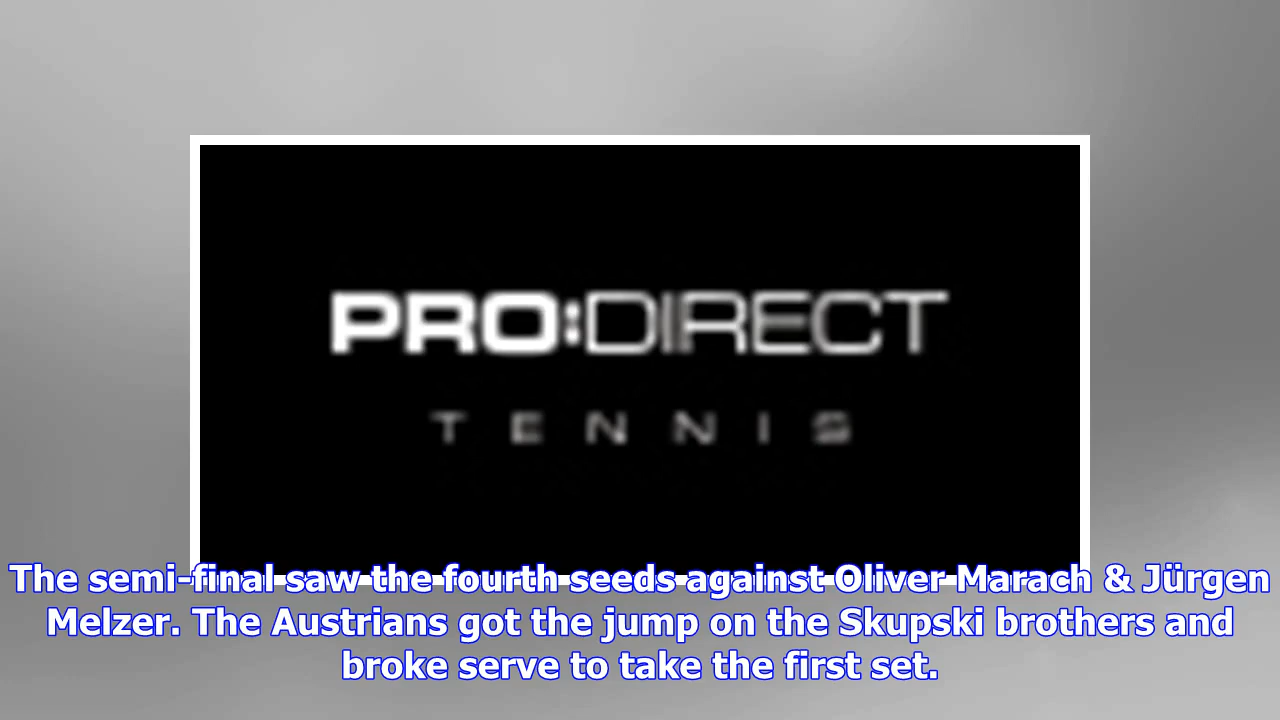 PRO:DIRECT
TENNIS
The semi-final saw the fourth seeds against Oliver Marach & Jürgen
Melzer. The Austrians got the jump on the Skupski brothers and
broke serve to take the first set.